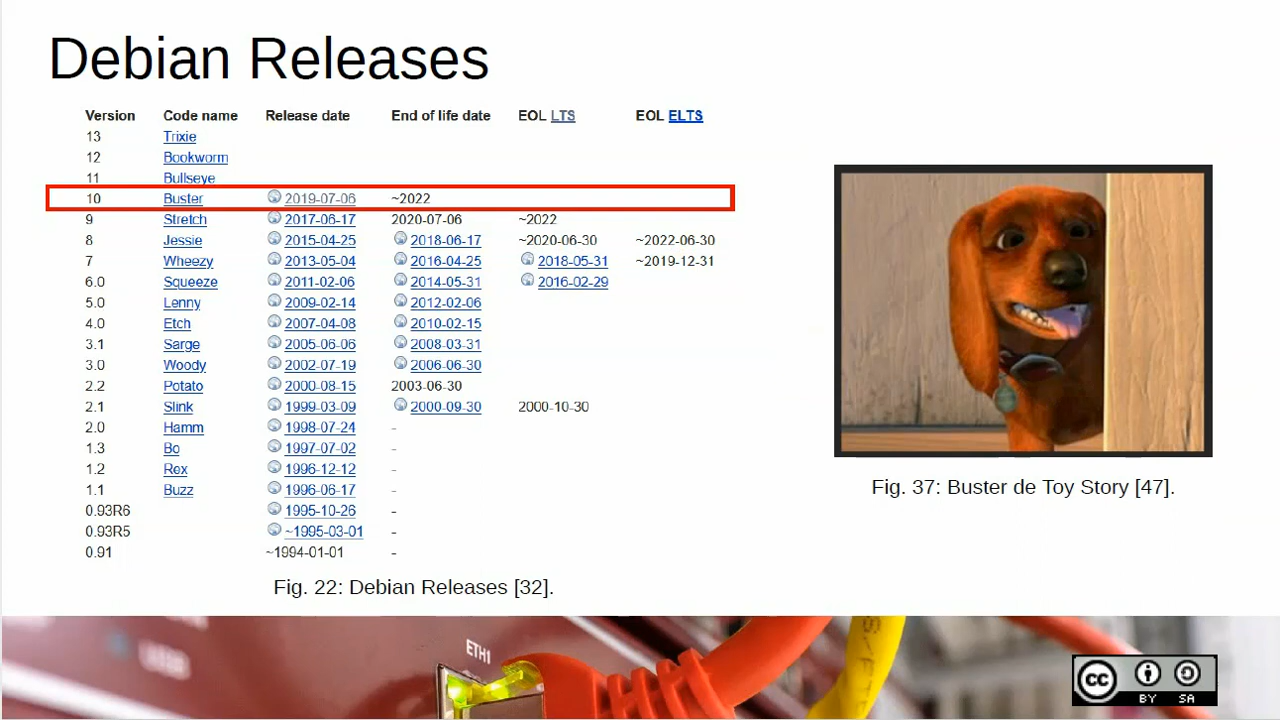 Debian Releases
Version Code name Release date End of life date EOL LTS EOL ELTS
13 Trixie
12 Bookworm
11 Bullseye
10 Buster 2019-07-06 ~2022
9 Stretch 2017-06-17 2020-07-06 ~2022
8 Jessie 2015-04-25 2018-06-17 ~2020-06-30 ~2022-06-30
7 Wheezy 2013-05-04 2016-04-25 2018-05-31 ~2019-12-31
6.0 Squeeze 2011-02-06 2014-05-31 2016-02-29
5.0 Lenny 2009-02-14 2012-02-06
4.0 Etch 2007-04-08 2010-02-15
3.1 Sarge 2005-06-06 2008-03-31
3.0 Woody 2002-07-19 2006-06-30
2.2 Potato 2000-08-15 2003-06-30
2.1 Slink 1999-03-09 2000-09-30 2000-10-30
2.0 Hamm 1998-07-24 -
1.3 Bo 1997-07-02 -
1.2 Rex 1996-12-12 -
1.1 Buzz 1996-06-17 -
0.93R6 1995-10-26 -
0.93R5 ~1995-03-01 -
0.91 ~1994-01-01 -
Fig. 22: Debian Releases [32].
Fig. 37: Buster de Toy Story [47].
ETH1
cc BY SA